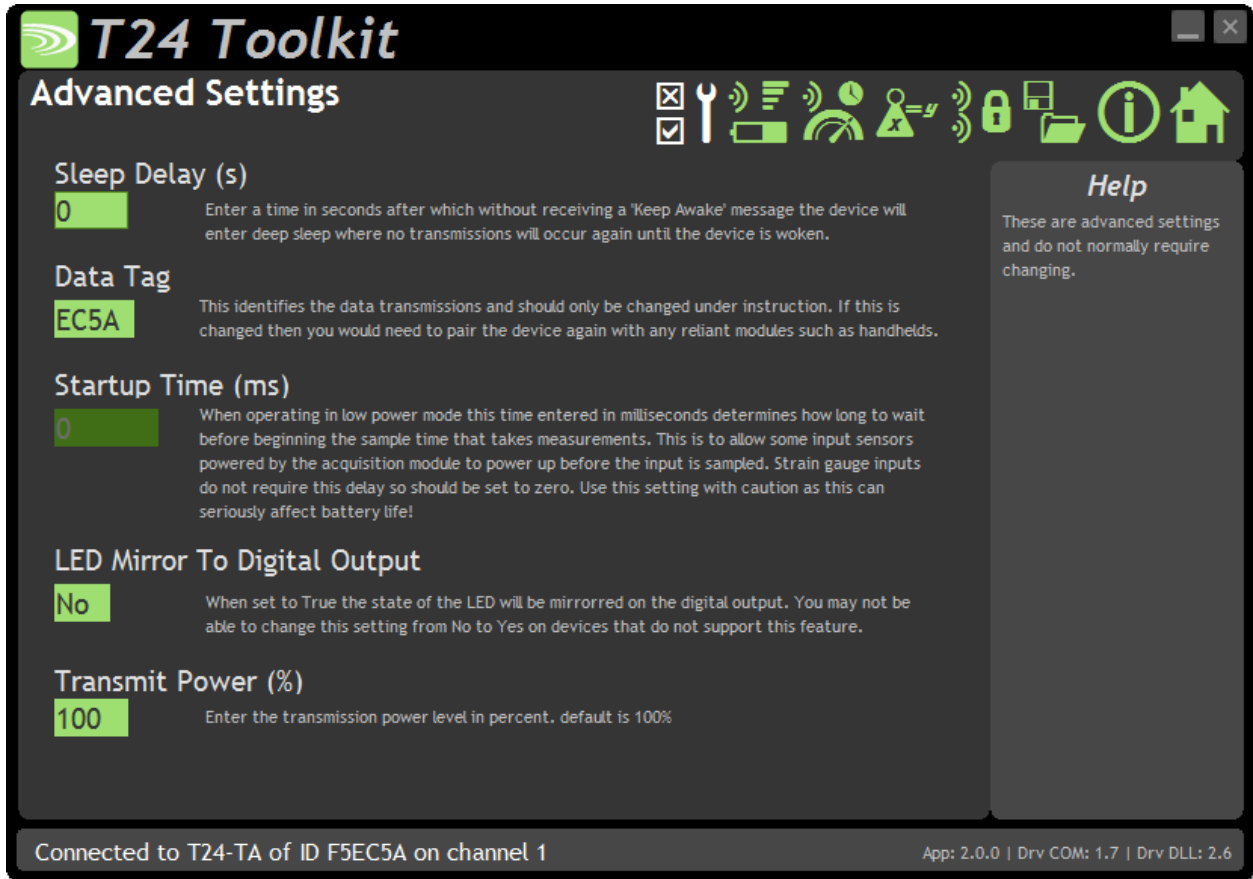 T24 Toolkit
Advanced Settings
x=y
Sleep Delay (s)
0
Enter a time in seconds after which without receiving a 'Keep Awake' message the device will
enter deep sleep where no transmissions will occur again until the device is woken.
Data Tag
EC5A
This identifies the data transmissions and should only be changed under instruction. If this is
changed then you would need to pair the device again with any reliant modules such as handhelds.
Startup Time (ms)
0
When operating in low power mode this time entered in milliseconds determines how long to wait
before beginning the sample time that takes measurements. This is to allow some input sensors
powered by the acquisition module to power up before the input is sampled. Strain gauge inputs
do not require this delay so should be set to zero. Use this setting with caution as this can
seriously affect battery life!
LED Mirror To Digital Output
No
When set to True the state of the LED will be mirrorred on the digital output. You may not be
able to change this setting from No to Yes on devices that do not support this feature.
Transmit Power (%)
100
Enter the transmission power level in percent. default is 100%
Help
These are advanced settings
and do not normally require
changing.
Connected to T24-TA of ID F5EC5A on channel 1
App: 2.0.0 | Drv COM: 1.7 | Drv DLL: 2.6